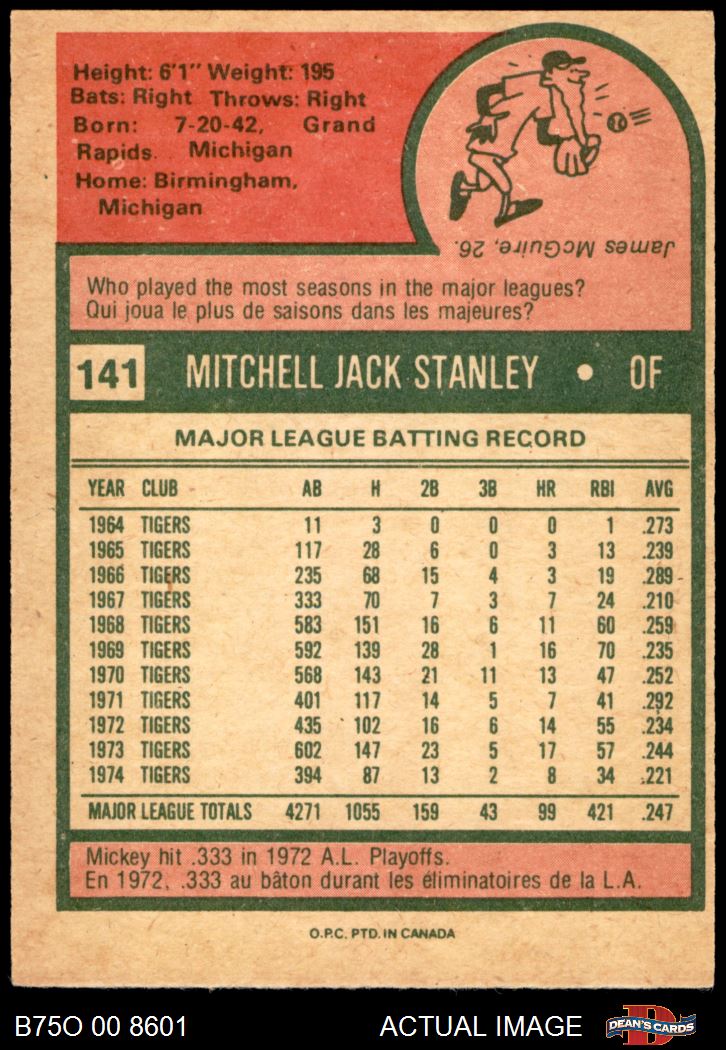 Height: 6'1" Weight: 195
Bats: Right Throws: Right
Born: 7-20-42, Grand
Rapids. Michigan
Home: Birmingham,
Michigan
James McGuire, 26.
Who played the most seasons in the major leagues?
Qui joua le plus de saisons dans les majeures?
141 MITCHELL JACK STANLEY • OF
MAJOR LEAGUE BATTING RECORD
YEAR CLUB AB H 2B 3B HR RBI AVG
1964 TIGERS 11 3 0 0 0 1 .273
1965 TIGERS 117 28 6 0 3 13 .239
1966 TIGERS 235 68 15 4 3 19 .289
1967 TIGERS 333 70 7 3 7 24 .210
1968 TIGERS 583 151 16 6 11 60 .259
1969 TIGERS 592 139 28 1 16 70 .235
1970 TIGERS 568 143 21 11 13 47 .252
1971 TIGERS 401 117 14 5 7 41 .292
1972 TIGERS 435 102 16 6 14 55 .234
1973 TIGERS 602 147 23 5 17 57 .244
1974 TIGERS 394 87 13 2 8 34 .221
MAJOR LEAGUE TOTALS 4271 1055 159 43 99 421 .247
Mickey hit .333 in 1972 A.L. Playoffs.
En 1972, .333 au bâton durant les éliminatoires de la L.A.
O.P.C. PTD. IN CANADA
B75O 00 8601 ACTUAL IMAGE DEAN'S CARDS